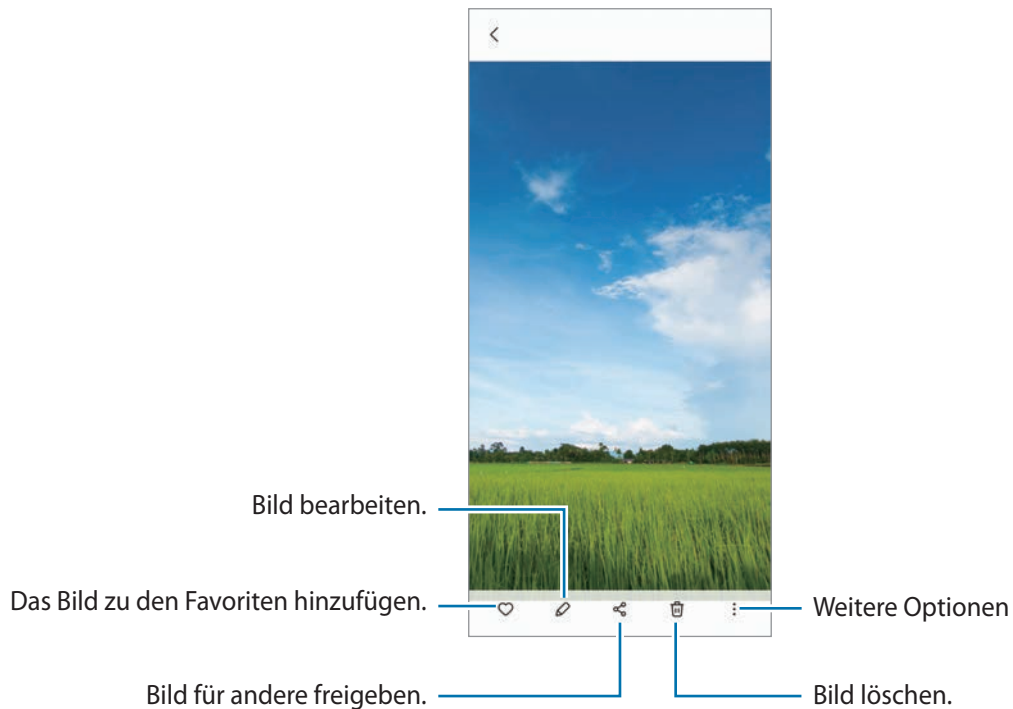 Bild bearbeiten.
Das Bild zu den Favoriten hinzufügen.
Weitere Optionen
Bild für andere freigeben.
Bild löschen.